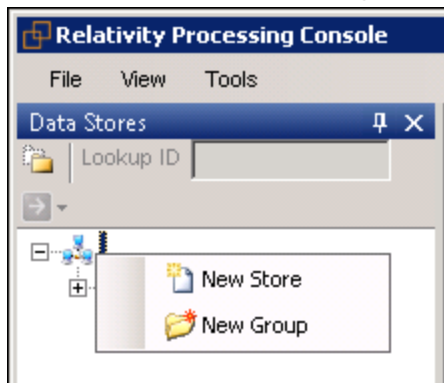 Relativity Processing Console
File View Tools
Data Stores
Lookup ID
New Store
New Group